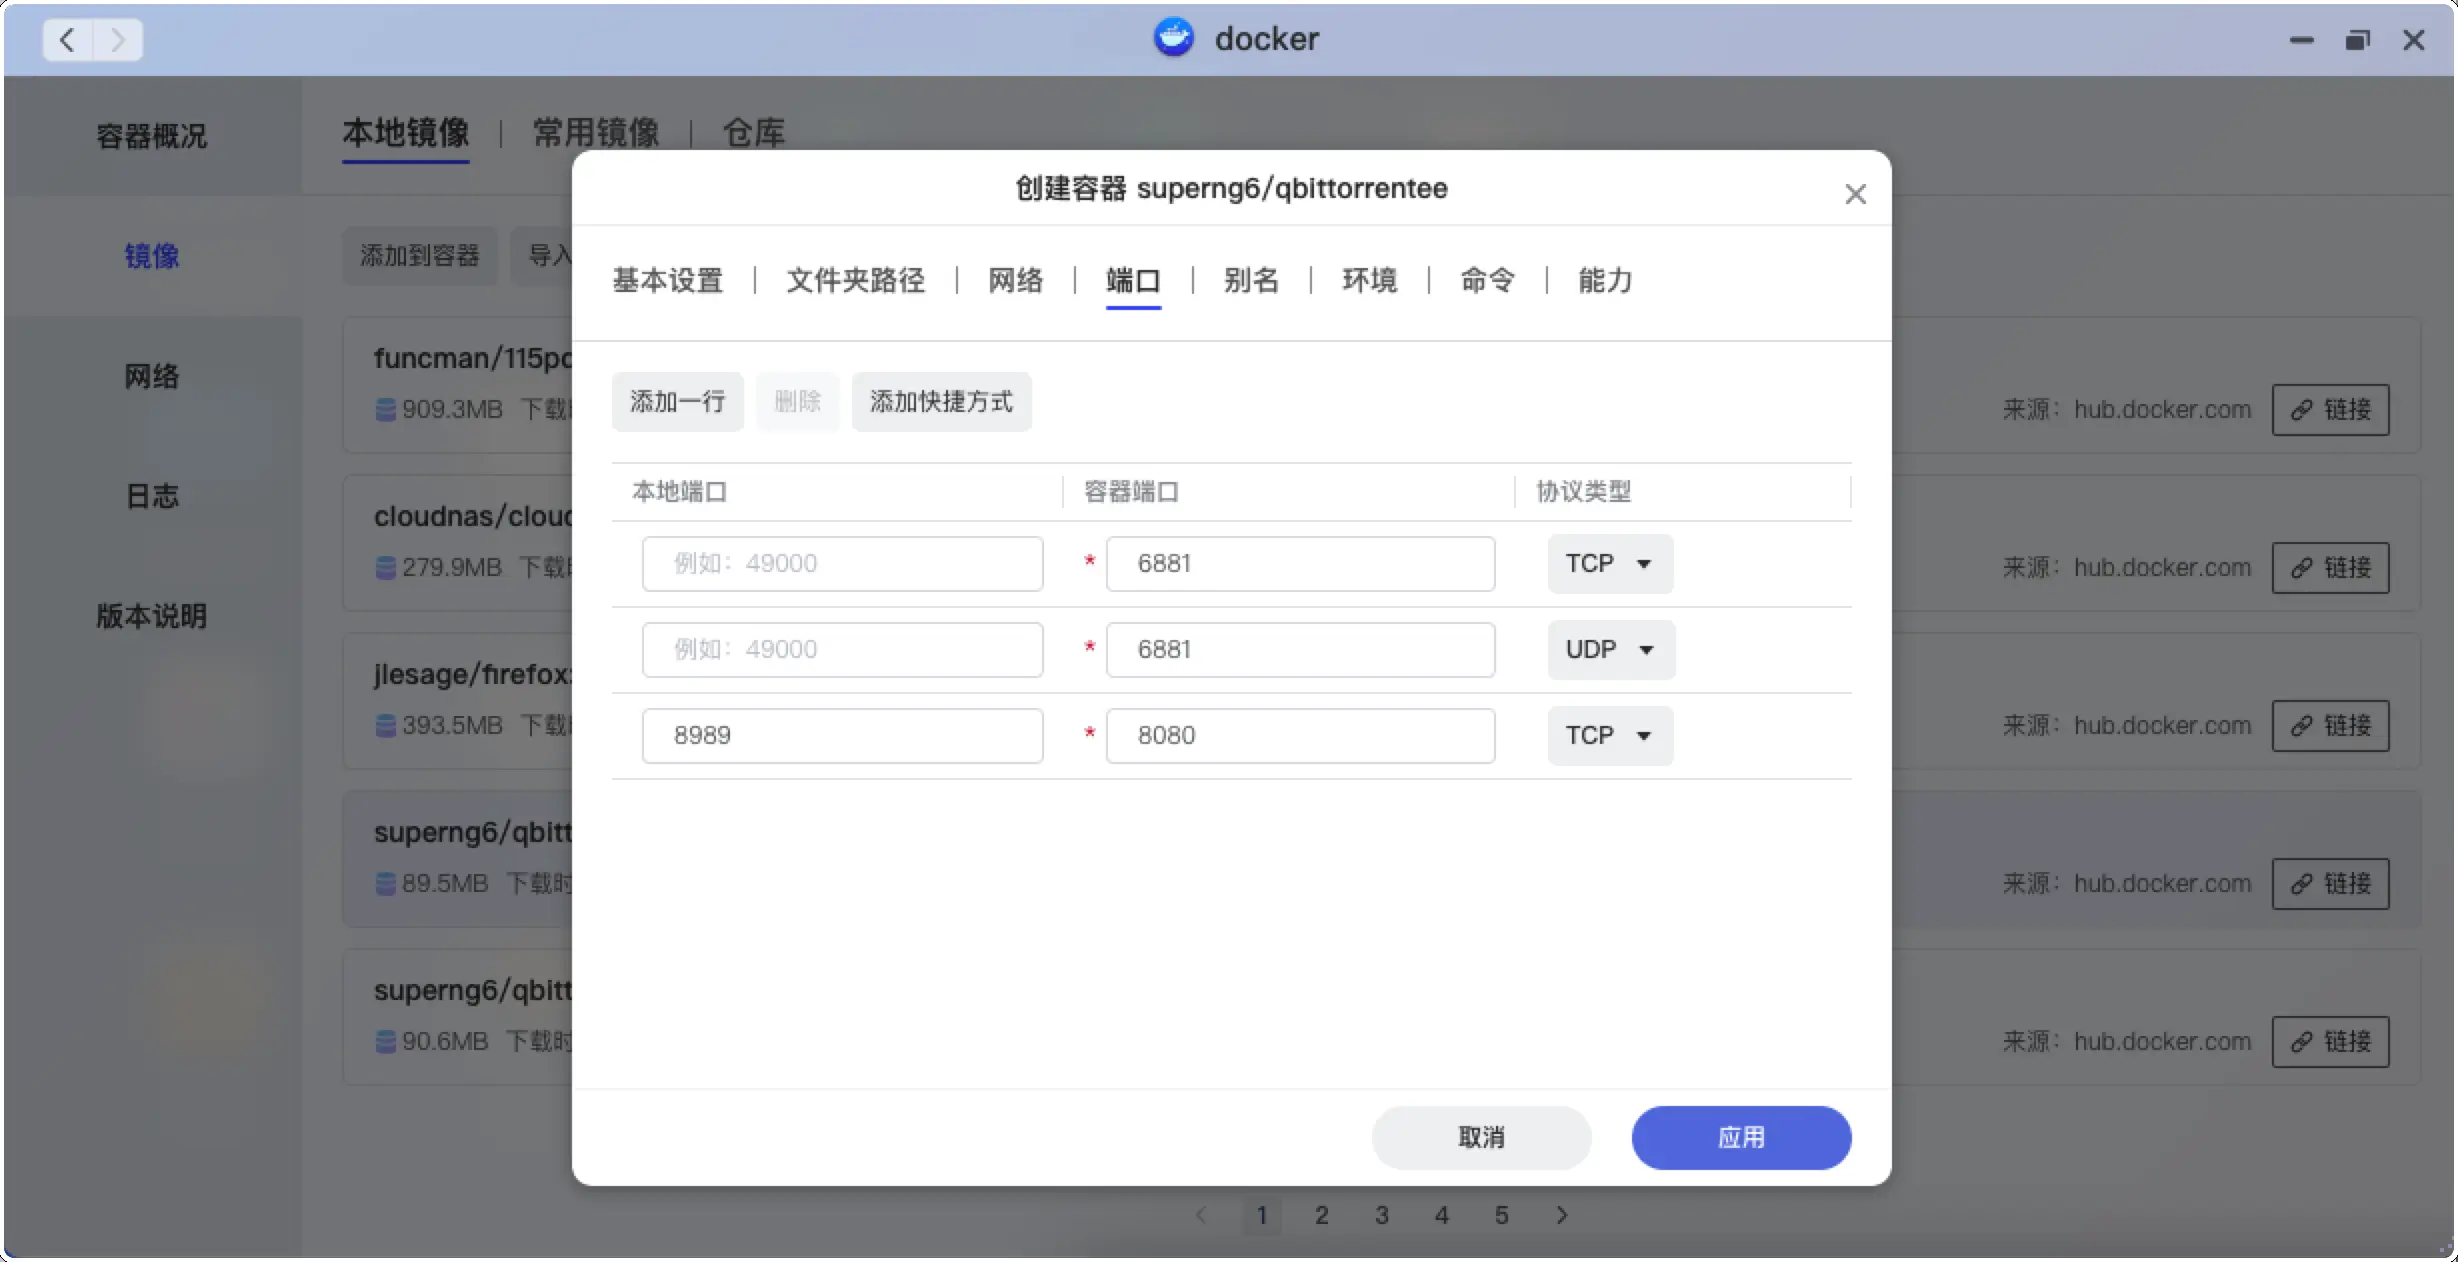 docker
容器概况
镜像
网络
日志
版本说明
本地镜像 | 常用镜像 | 仓库
添加到容器 导入
funcman/115pc
909.3MB 下载
来源：hub.docker.com 链接
cloudnas/cloud
279.9MB 下载
来源：hub.docker.com 链接
jlesage/firefox:
393.5MB 下载
来源：hub.docker.com 链接
superng6/qbitt
89.5MB 下载时
来源：hub.docker.com 链接
superng6/qbitt
90.6MB 下载时
来源：hub.docker.com 链接
创建容器 superng6/qbittorrentee
基本设置 | 文件夹路径 | 网络 | 端口 | 别名 | 环境 | 命令 | 能力
添加一行 删除 添加快捷方式
本地端口 容器端口 协议类型
例如：49000 * 6881 TCP
例如：49000 * 6881 UDP
8989 * 8080 TCP
取消 应用
1 2 3 4 5